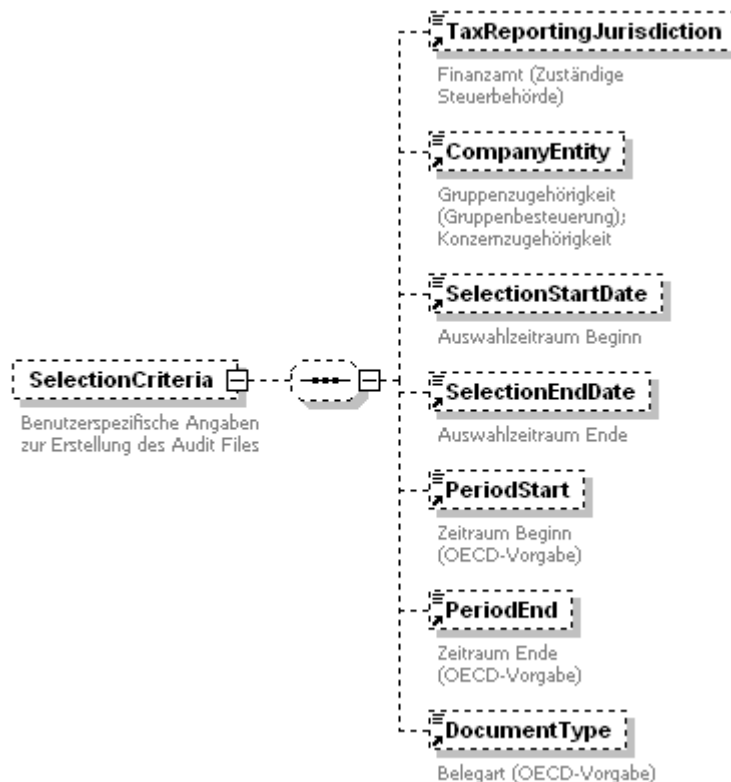 TaxReportingJurisdiction
Finanzamt (Zuständige
Steuerbehörde)
CompanyEntity
Gruppenzugehörigkeit
(Gruppenbesteuerung);
Konzernzugehörigkeit
SelectionStartDate
Auswahlzeitraum Beginn
SelectionCriteria
Benutzerspezifische Angaben
zur Erstellung des Audit Files
SelectionEndDate
Auswahlzeitraum Ende
PeriodStart
Zeitraum Beginn
(OECD-Vorgabe)
PeriodEnd
Zeitraum Ende
(OECD-Vorgabe)
DocumentType
Belegart (OECD-Vorgabe)